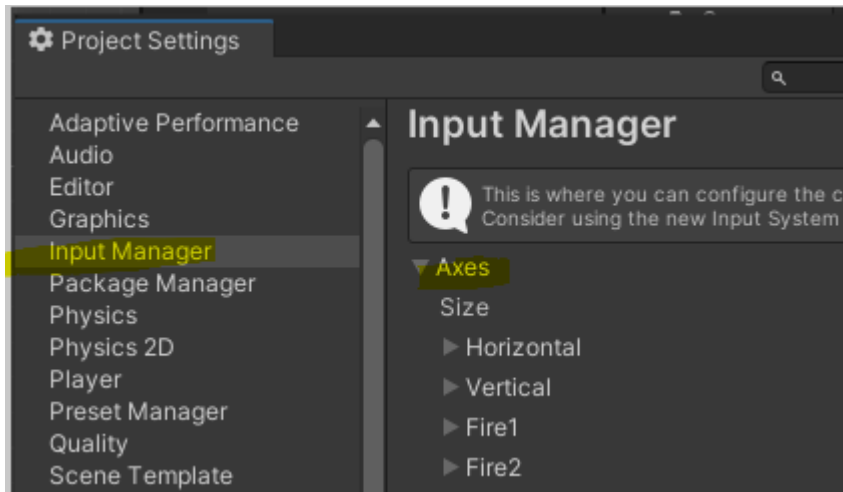 Project Settings
Adaptive Performance
Audio
Editor
Graphics
Input Manager
Package Manager
Physics
Physics 2D
Player
Preset Manager
Quality
Scene Template
Input Manager
This is where you can configure the c
Consider using the new Input System
Axes
Size
Horizontal
Vertical
Fire1
Fire2